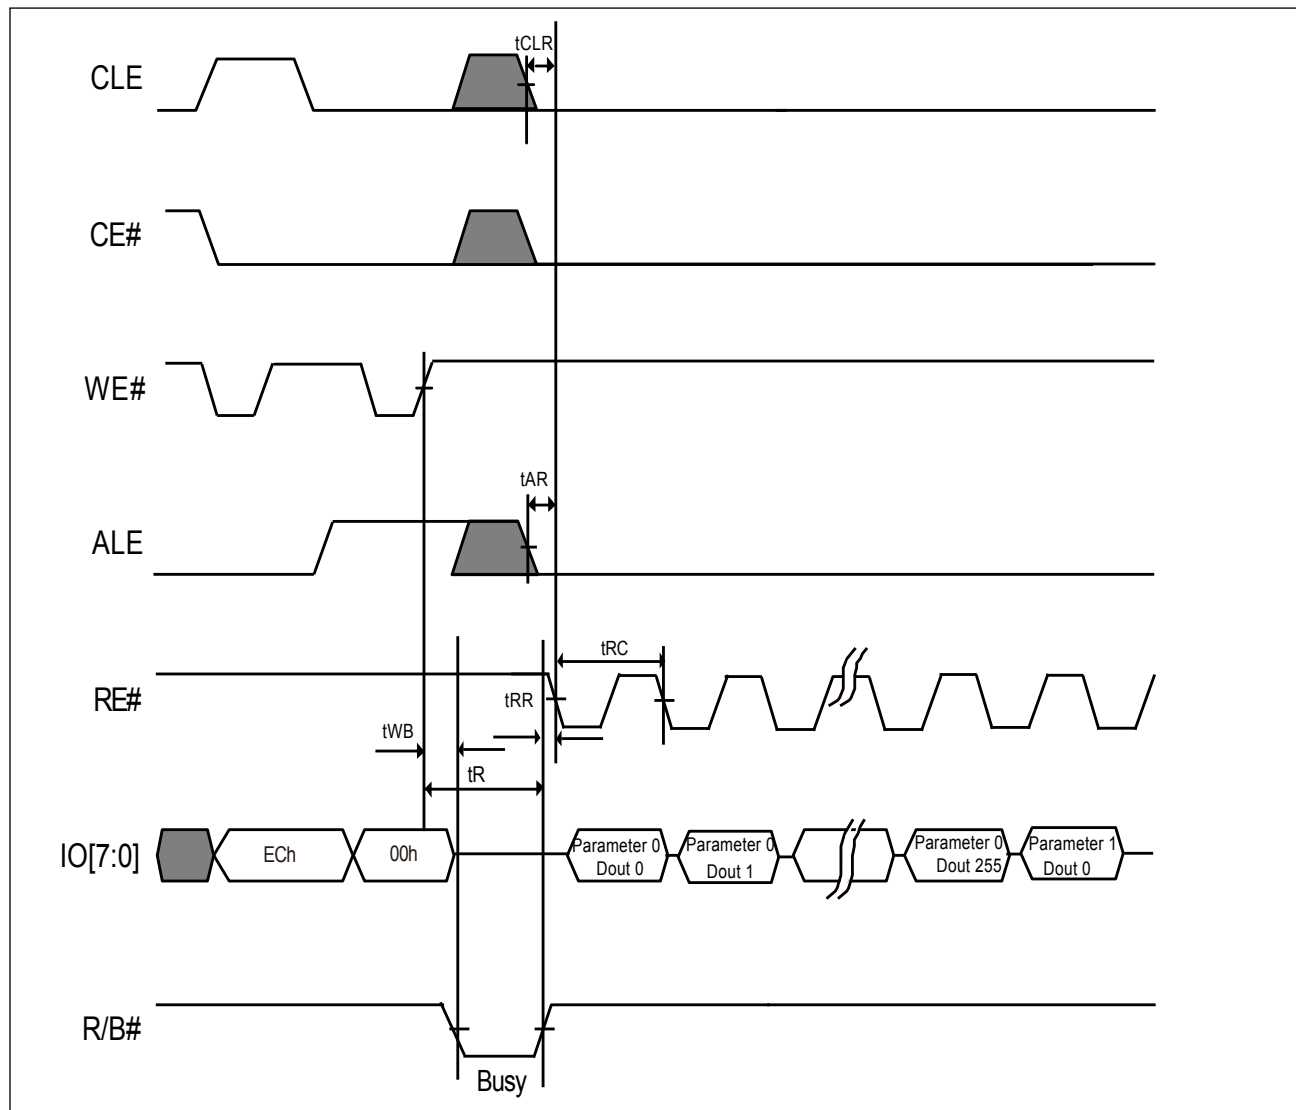 tCLR
CLE
CE#
WE#
tAR
ALE
tRC
RE#
tRR
tWB
tR
IO[7:0]
ECh
00h
Parameter 0
Dout 0
Parameter 0
Dout 1
Parameter 0
Dout 255
Parameter 1
Dout 0
R/B#
Busy